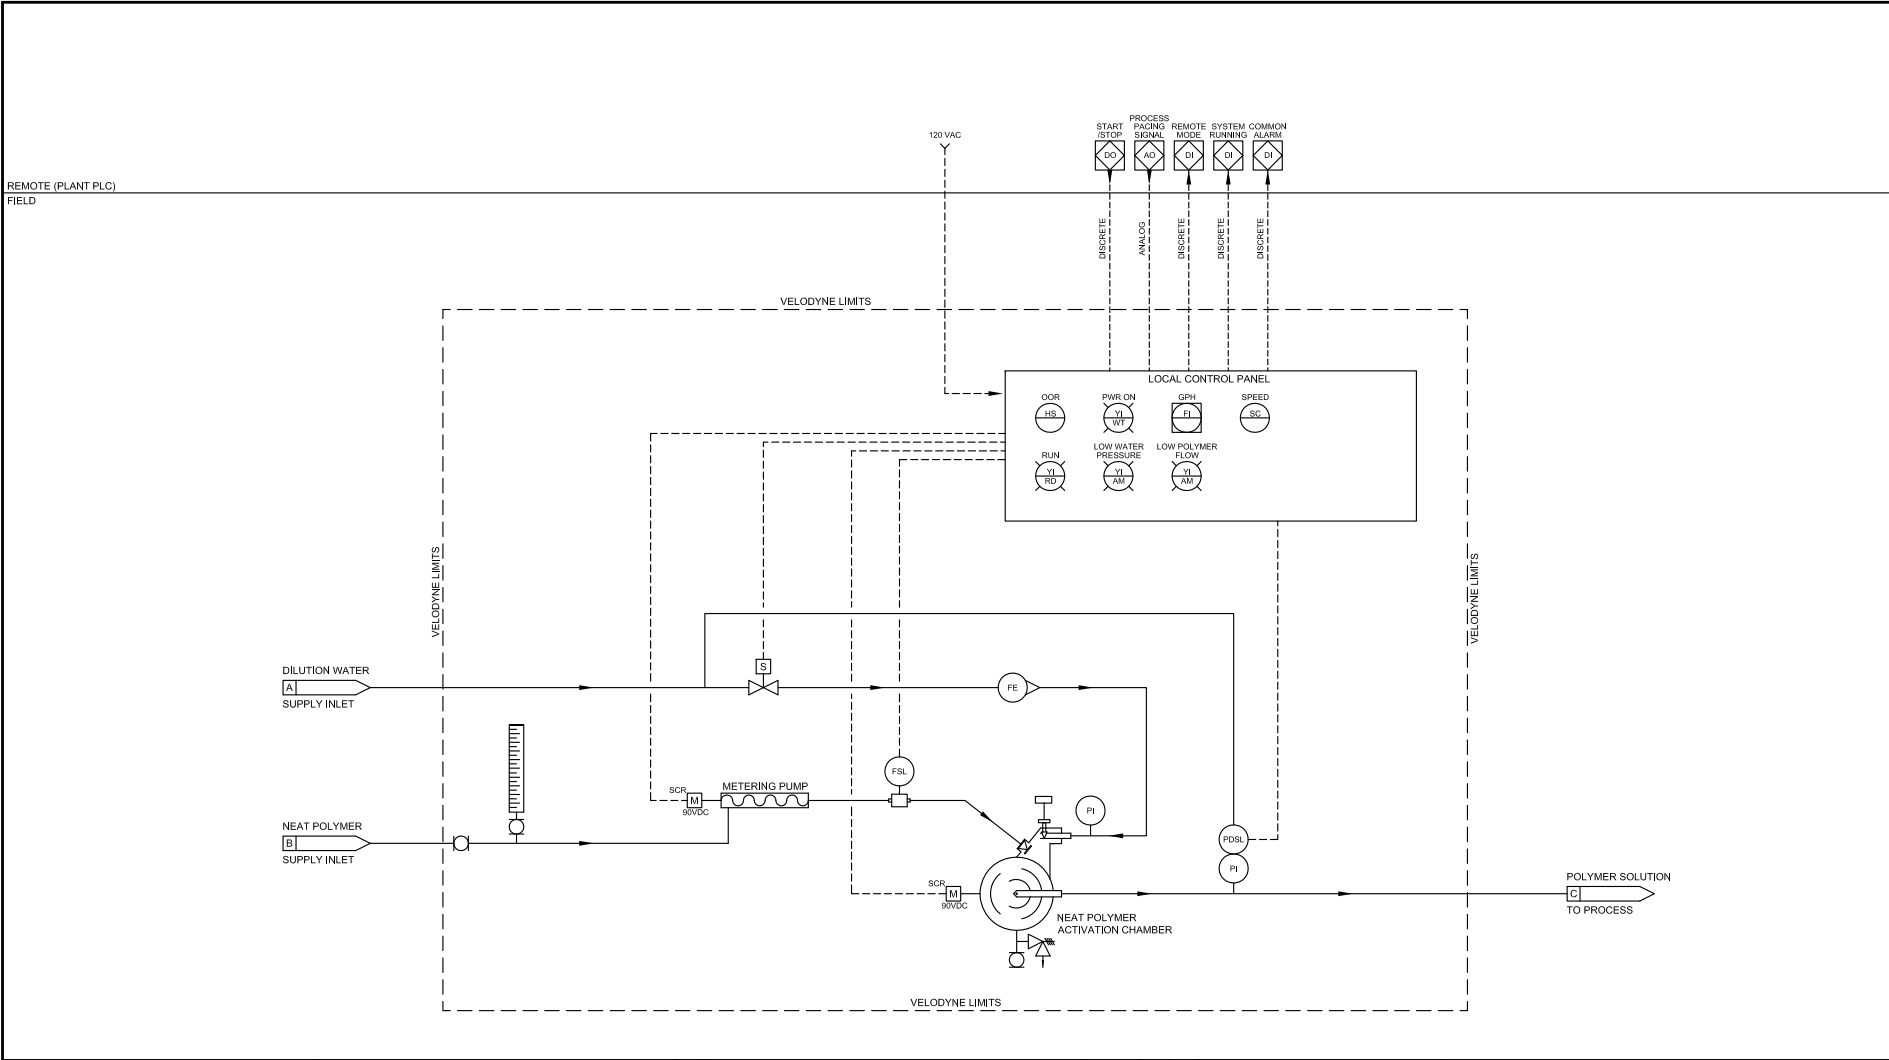 120 VAC
START
/STOP
PROCESS
PACING
SIGNAL
REMOTE
MODE
SYSTEM
RUNNING
COMMON
ALARM
DO
AO
DI
DI
DI
REMOTE (PLANT PLC)
FIELD
DISCRETE
ANALOG
DISCRETE
DISCRETE
DISCRETE
VELODYNE LIMITS
LOCAL CONTROL PANEL
OOR
HS
PWR ON
YI
WT
GPH
FI
SPEED
SC
RUN
YI
RD
LOW WATER
PRESSURE
YI
AM
LOW POLYMER
FLOW
YI
AM
VELODYNE LIMITS
VELODYNE LIMITS
DILUTION WATER
A
SUPPLY INLET
S
FE
FSL
METERING PUMP
SCR
M
90VDC
PI
NEAT POLYMER
B
SUPPLY INLET
PDSL
PI
SCR
M
90VDC
NEAT POLYMER
ACTIVATION CHAMBER
POLYMER SOLUTION
C
TO PROCESS
VELODYNE LIMITS